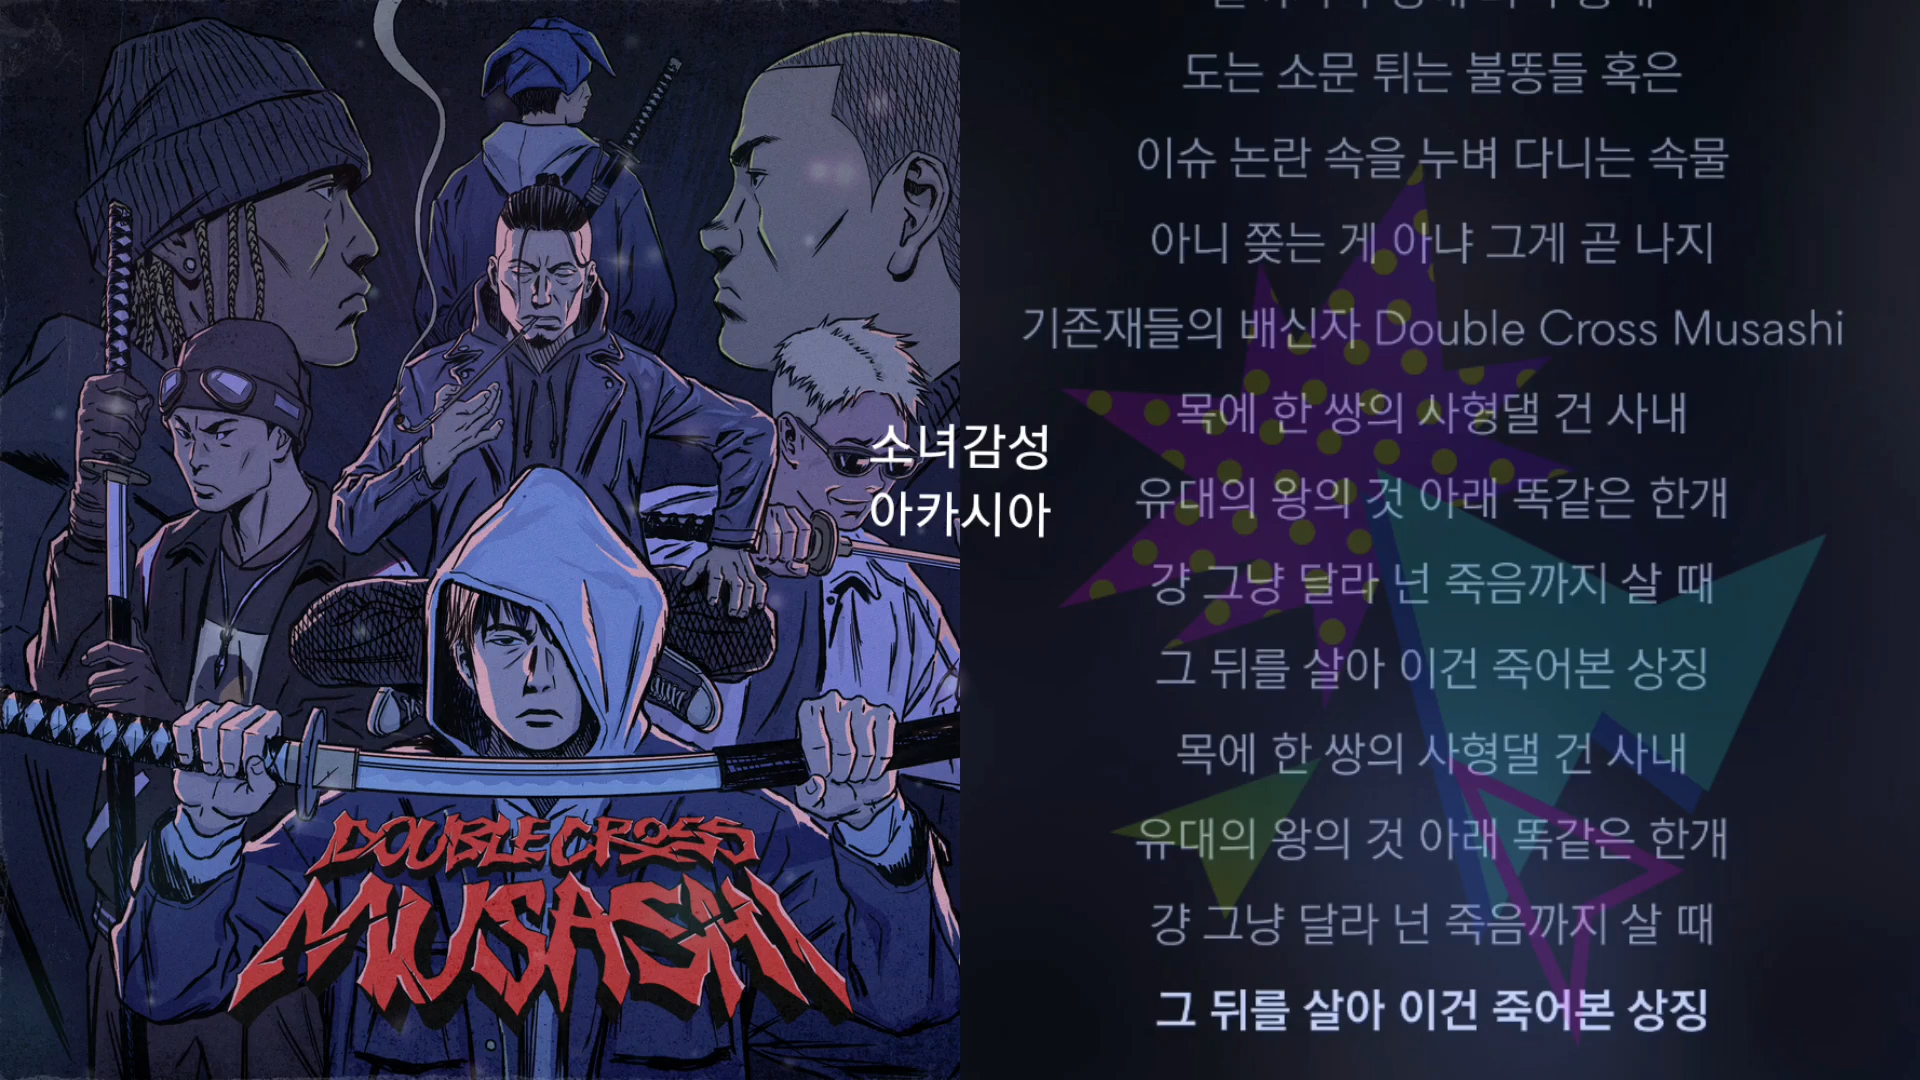 DOUBLECROSS
MUSASHI
소녀감성
아카시아
도는 소문 튀는 불똥들 혹은
이슈 논란 속을 누벼 다니는 속물
아니 쫓는 게 아냐 그게 곧 나지
기존재들의 배신자 Double Cross Musashi
목에 한 쌍의 사형댈 건 사내
유대의 왕의 것 아래 똑같은 한개
걍 그냥 달라 넌 죽음까지 살 때
그 뒤를 살아 이건 죽어본 상징
목에 한 쌍의 사형댈 건 사내
유대의 왕의 것 아래 똑같은 한개
걍 그냥 달라 넌 죽음까지 살 때
그 뒤를 살아 이건 죽어본 상징